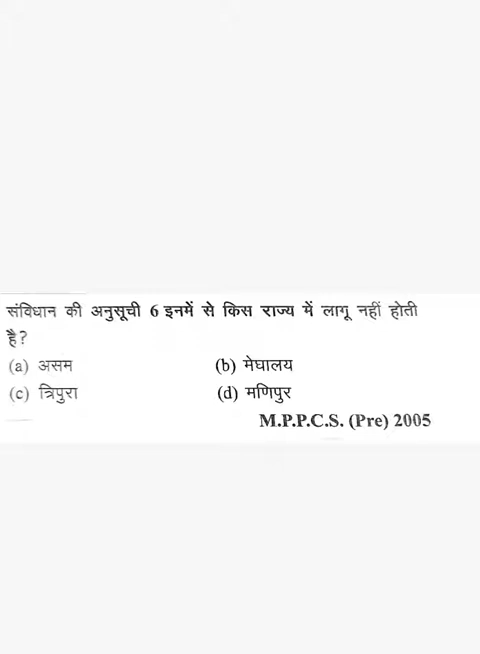 संविधान की अनुसूची 6 इनमें से किस राज्य में लागू नहीं होती
है?
(a) असम (b) मेघालय
(c) त्रिपुरा (d) मणिपुर
M.P.P.C.S. (Pre) 2005